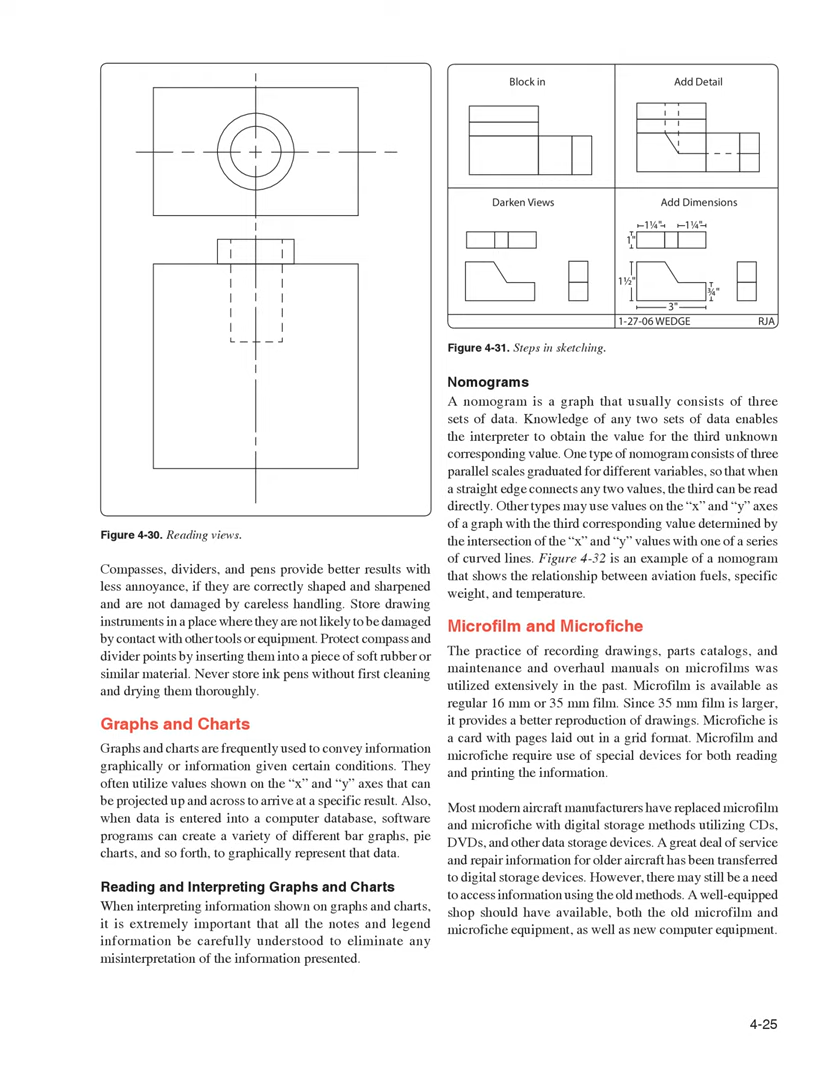 Figure 4-30. Reading views.
Compasses, dividers, and pens provide better results with
less annoyance, if they are correctly shaped and sharpened
and are not damaged by careless handling. Store drawing
instruments in a place where they are not likely to be damaged
by contact with other tools or equipment. Protect compass and
divider points by inserting them into a piece of soft rubber or
similar material. Never store ink pens without first cleaning
and drying them thoroughly.
Graphs and Charts
Graphs and charts are frequently used to convey information
graphically or information given certain conditions. They
often utilize values shown on the “x” and “y” axes that can
be projected up and across to arrive at a specific result. Also,
when data is entered into a computer database, software
programs can create a variety of different bar graphs, pie
charts, and so forth, to graphically represent that data.
Reading and Interpreting Graphs and Charts
When interpreting information shown on graphs and charts,
it is extremely important that all the notes and legend
information be carefully understood to eliminate any
misinterpretation of the information presented.
Block in
Add Detail
Darken Views
Add Dimensions
1¼" 1¼"
1"
1½"
¾"
3"
1-27-06 WEDGE RJA
Figure 4-31. Steps in sketching.
Nomograms
A nomogram is a graph that usually consists of three
sets of data. Knowledge of any two sets of data enables
the interpreter to obtain the value for the third unknown
corresponding value. One type of nomogram consists of three
parallel scales graduated for different variables, so that when
a straight edge connects any two values, the third can be read
directly. Other types may use values on the “x” and “y” axes
of a graph with the third corresponding value determined by
the intersection of the “x” and “y” values with one of a series
of curved lines. Figure 4-32 is an example of a nomogram
that shows the relationship between aviation fuels, specific
weight, and temperature.
Microfilm and Microfiche
The practice of recording drawings, parts catalogs, and
maintenance and overhaul manuals on microfilms was
utilized extensively in the past. Microfilm is available as
regular 16 mm or 35 mm film. Since 35 mm film is larger,
it provides a better reproduction of drawings. Microfiche is
a card with pages laid out in a grid format. Microfilm and
microfiche require use of special devices for both reading
and printing the information.
Most modern aircraft manufacturers have replaced microfilm
and microfiche with digital storage methods utilizing CDs,
DVDs, and other data storage devices. A great deal of service
and repair information for older aircraft has been transferred
to digital storage devices. However, there may still be a need
to access information using the old methods. A well-equipped
shop should have available, both the old microfilm and
microfiche equipment, as well as new computer equipment.
4-25